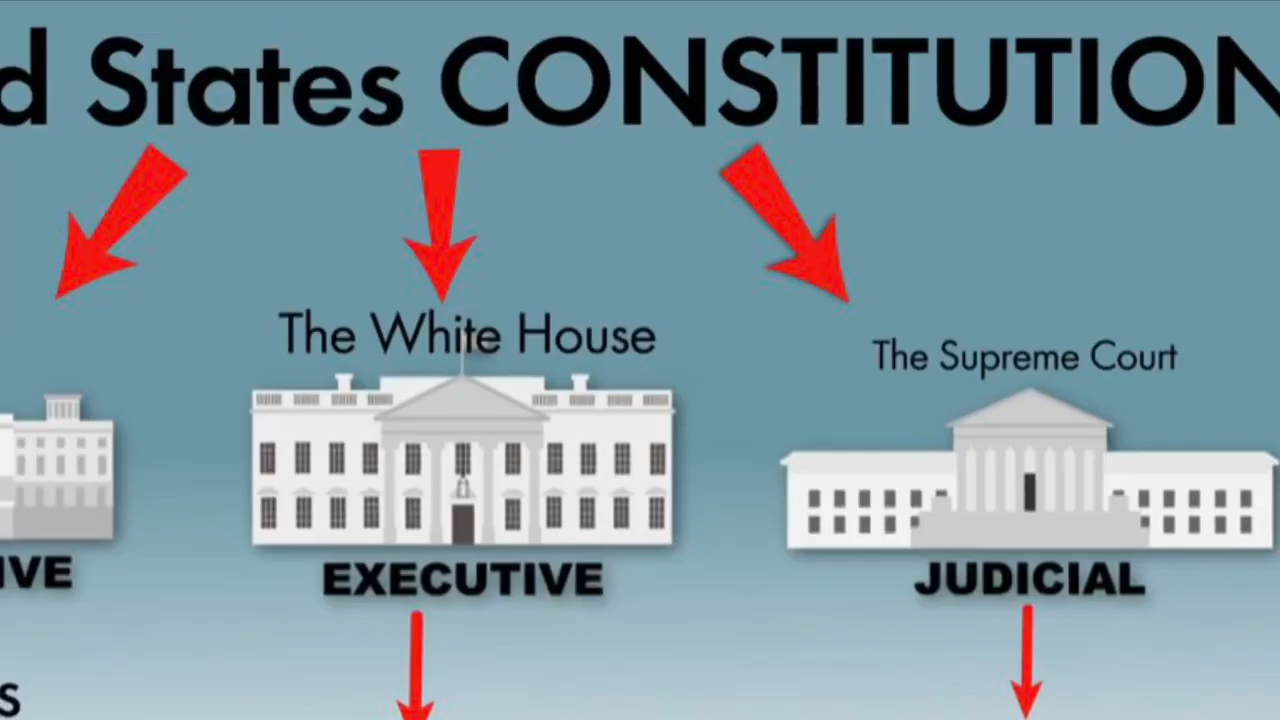 d States CONSTITUTION
The White House
The Supreme Court
IVE
EXECUTIVE
JUDICIAL
s